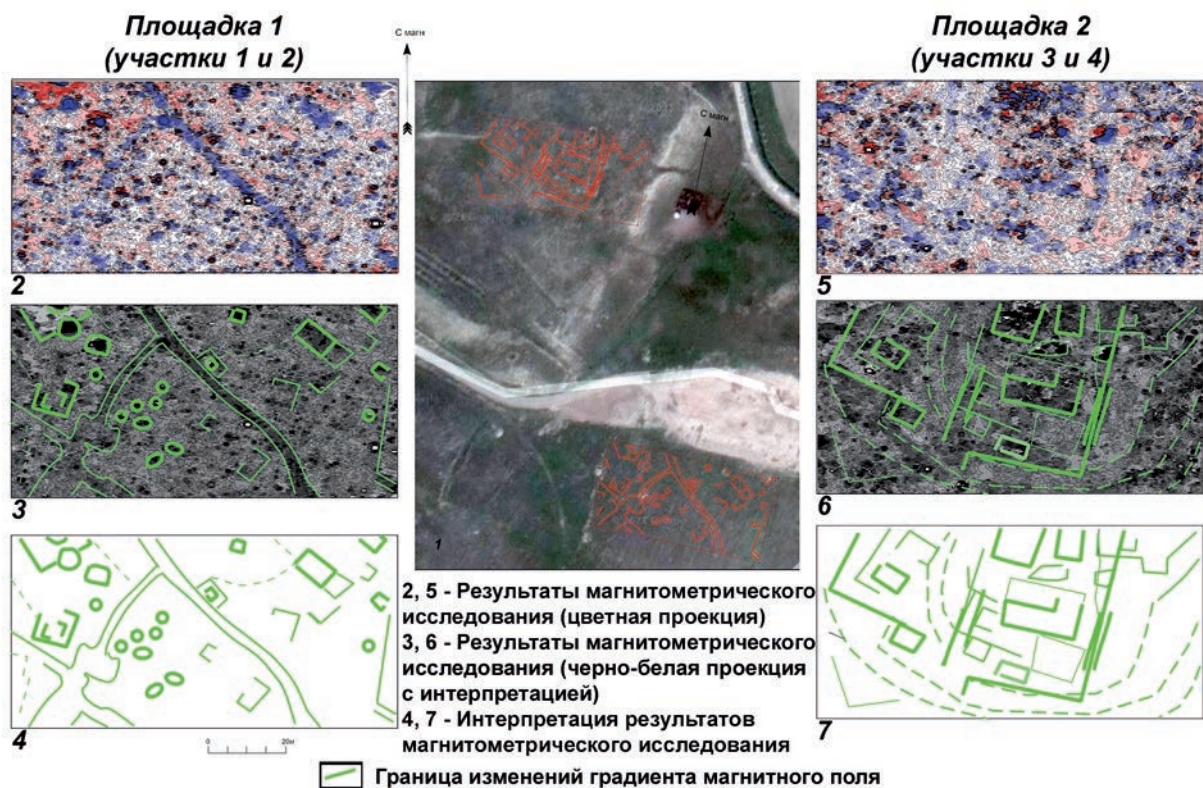 Площадка 1
(участки 1 и 2)
С магн
Площадка 2
(участки 3 и 4)
С магн
2
5
3
6
1
4
7
0 20м
2, 5 - Результаты магнитометрического
исследования (цветная проекция)
3, 6 - Результаты магнитометрического
исследования (черно-белая проекция
с интерпретацией)
4, 7 - Интерпретация результатов
магнитометрического исследования
Граница изменений градиента магнитного поля